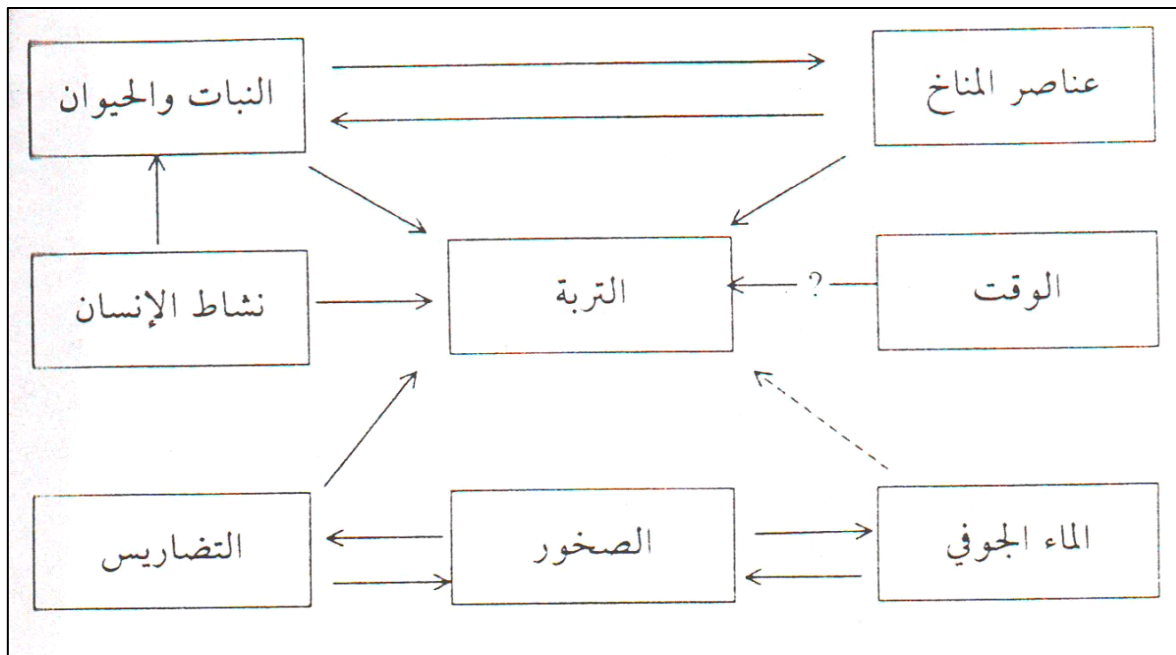 عناصر المناخ
النبات والحيوان
الوقت
?
التربة
نشاط الإنسان
الماء الجوفي
الصخور
التضاريس